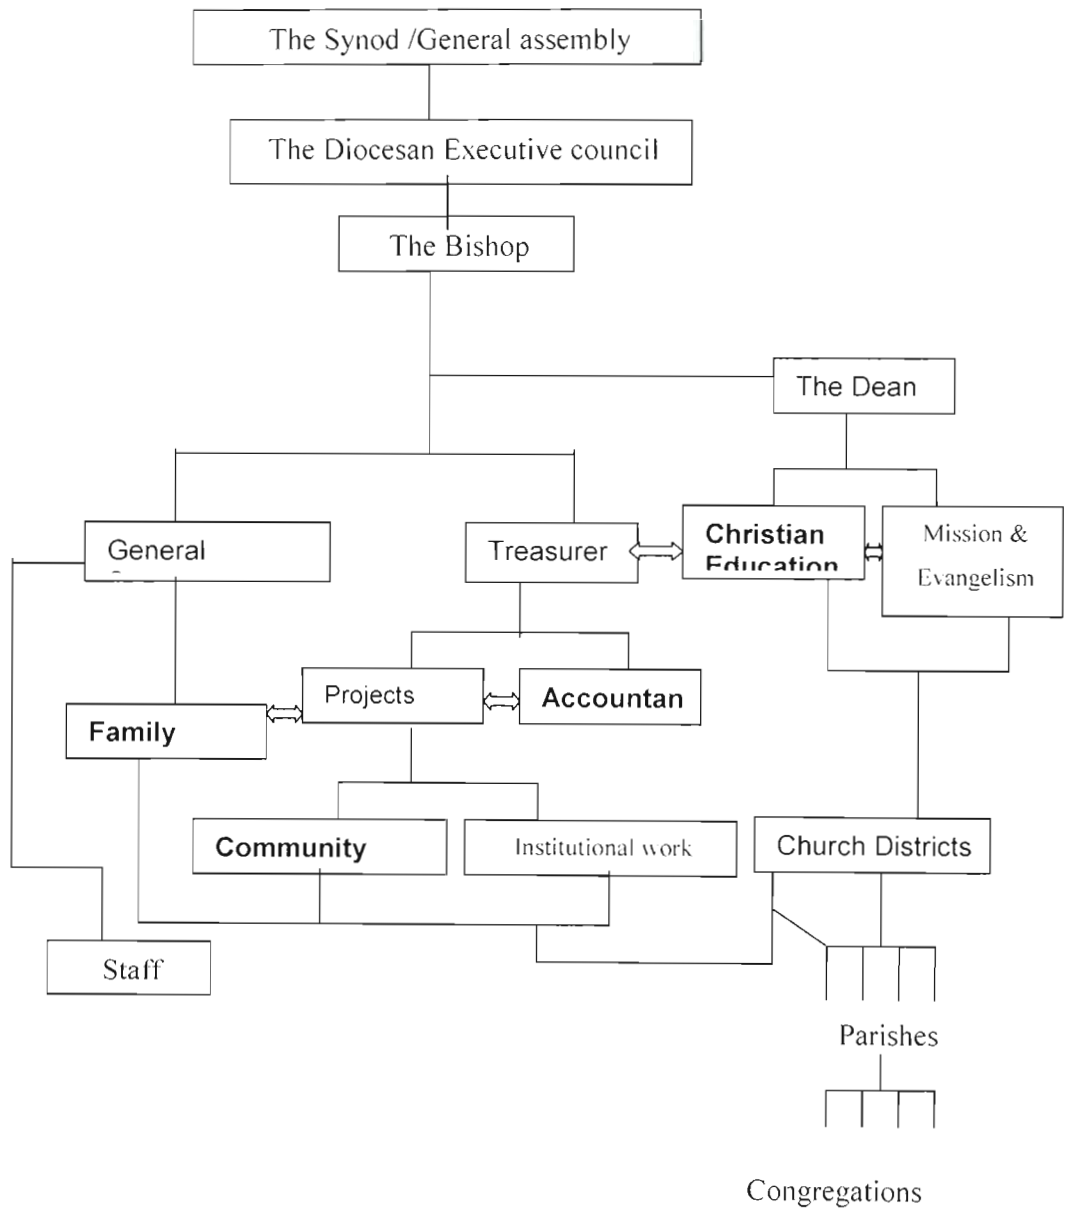 The Synod /General assembly
The Diocesan Executive council
The Bishop
The Dean
General
Treasurer
Christian
Education
Mission &
Evangelism
Projects
Accountan
Family
Community
Institutional work
Church Districts
Staff
Parishes
Congregations